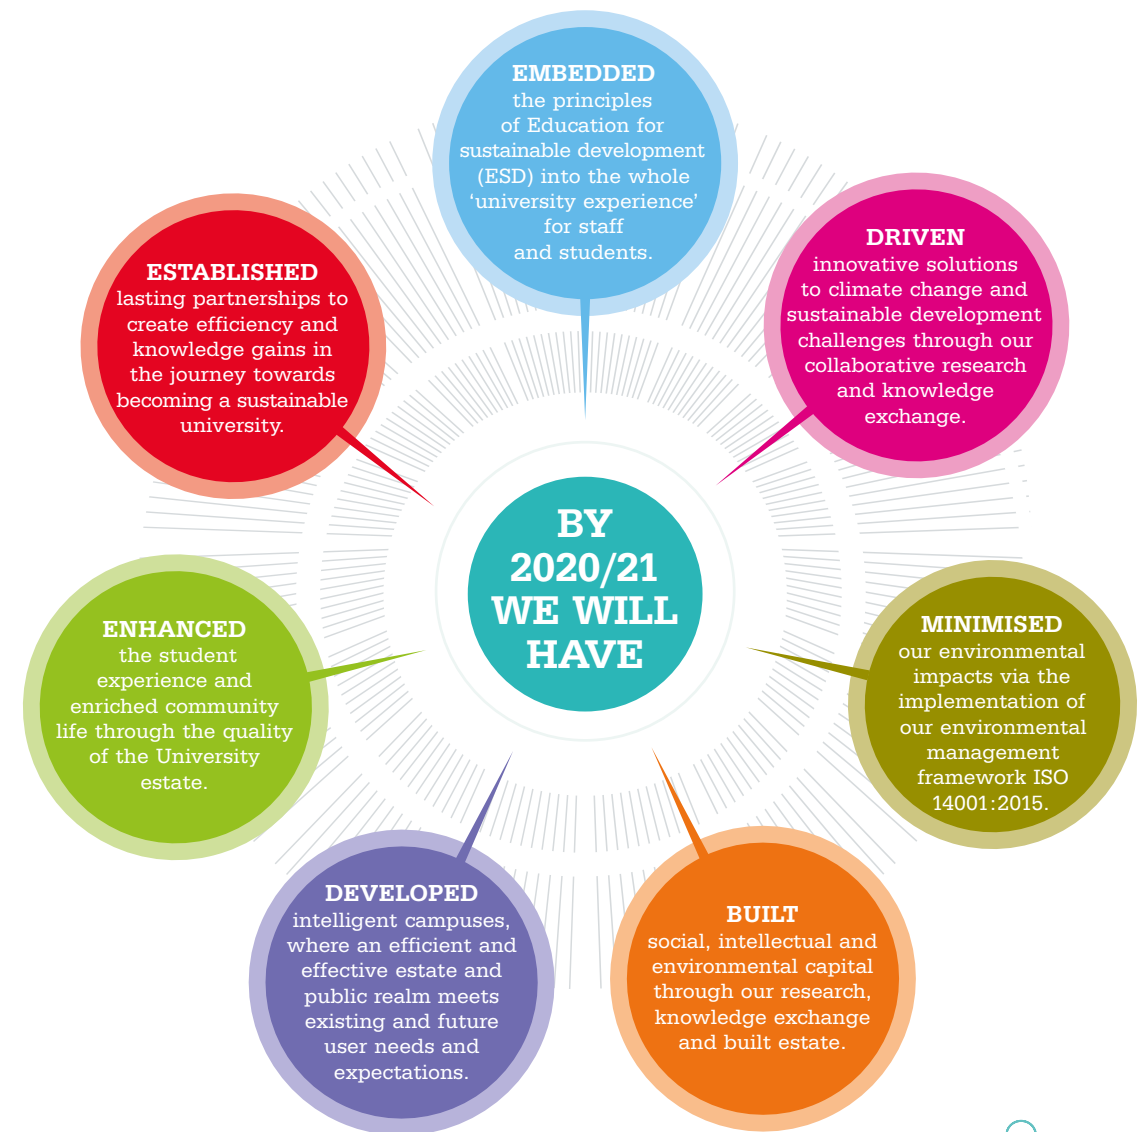 EMBEDDED
the principles
of Education for
sustainable development
(ESD) into the whole
‘university experience’
for staff
and students.
DRIVEN
innovative solutions
to climate change and
sustainable development
challenges through our
collaborative research
and knowledge
exchange.
MINIMISED
our environmental
impacts via the
implementation of
our environmental
management
framework ISO
14001:2015.
BUILT
social, intellectual and
environmental capital
through our research,
knowledge exchange
and built estate.
DEVELOPED
intelligent campuses,
where an efficient and
effective estate and
public realm meets
existing and future
user needs and
expectations.
ENHANCED
the student
experience and
enriched community
life through the quality
of the University
estate.
ESTABLISHED
lasting partnerships to
create efficiency and
knowledge gains in
the journey towards
becoming a sustainable
university.
BY
2020/21
WE WILL
HAVE